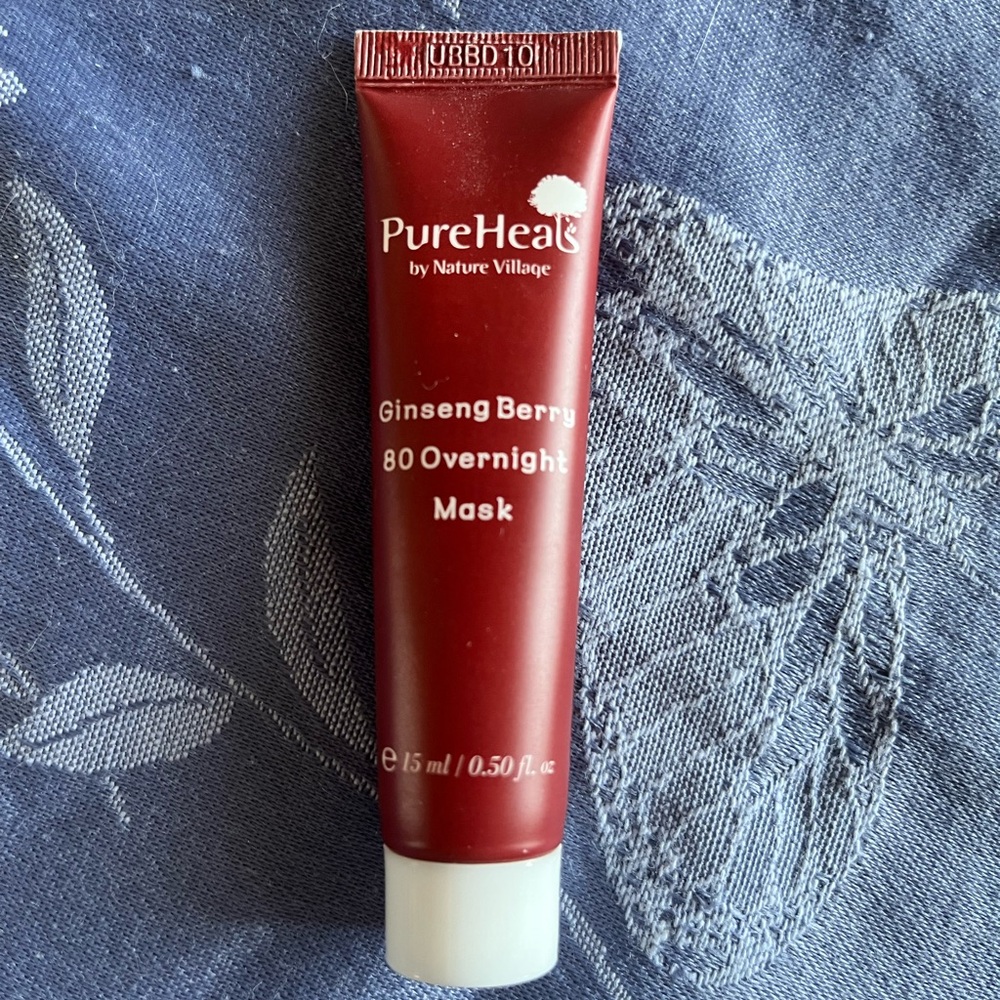 UBBD10
PureHeals
by Nature Village
Ginseng Berry
80 Overnight
Mask
℮ 15 ml / 0.50 fl. oz